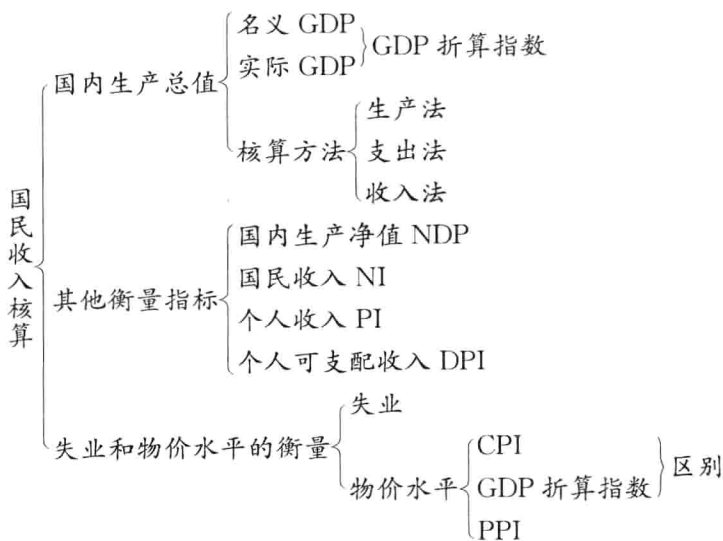 国民收入核算
国内生产总值
名义 GDP
实际 GDP
GDP 折算指数
核算方法
生产法
支出法
收入法
其他衡量指标
国内生产净值 NDP
国民收入 NI
个人收入 PI
个人可支配收入 DPI
失业和物价水平的衡量
失业
物价水平
CPI
GDP 折算指数
PPI
区别